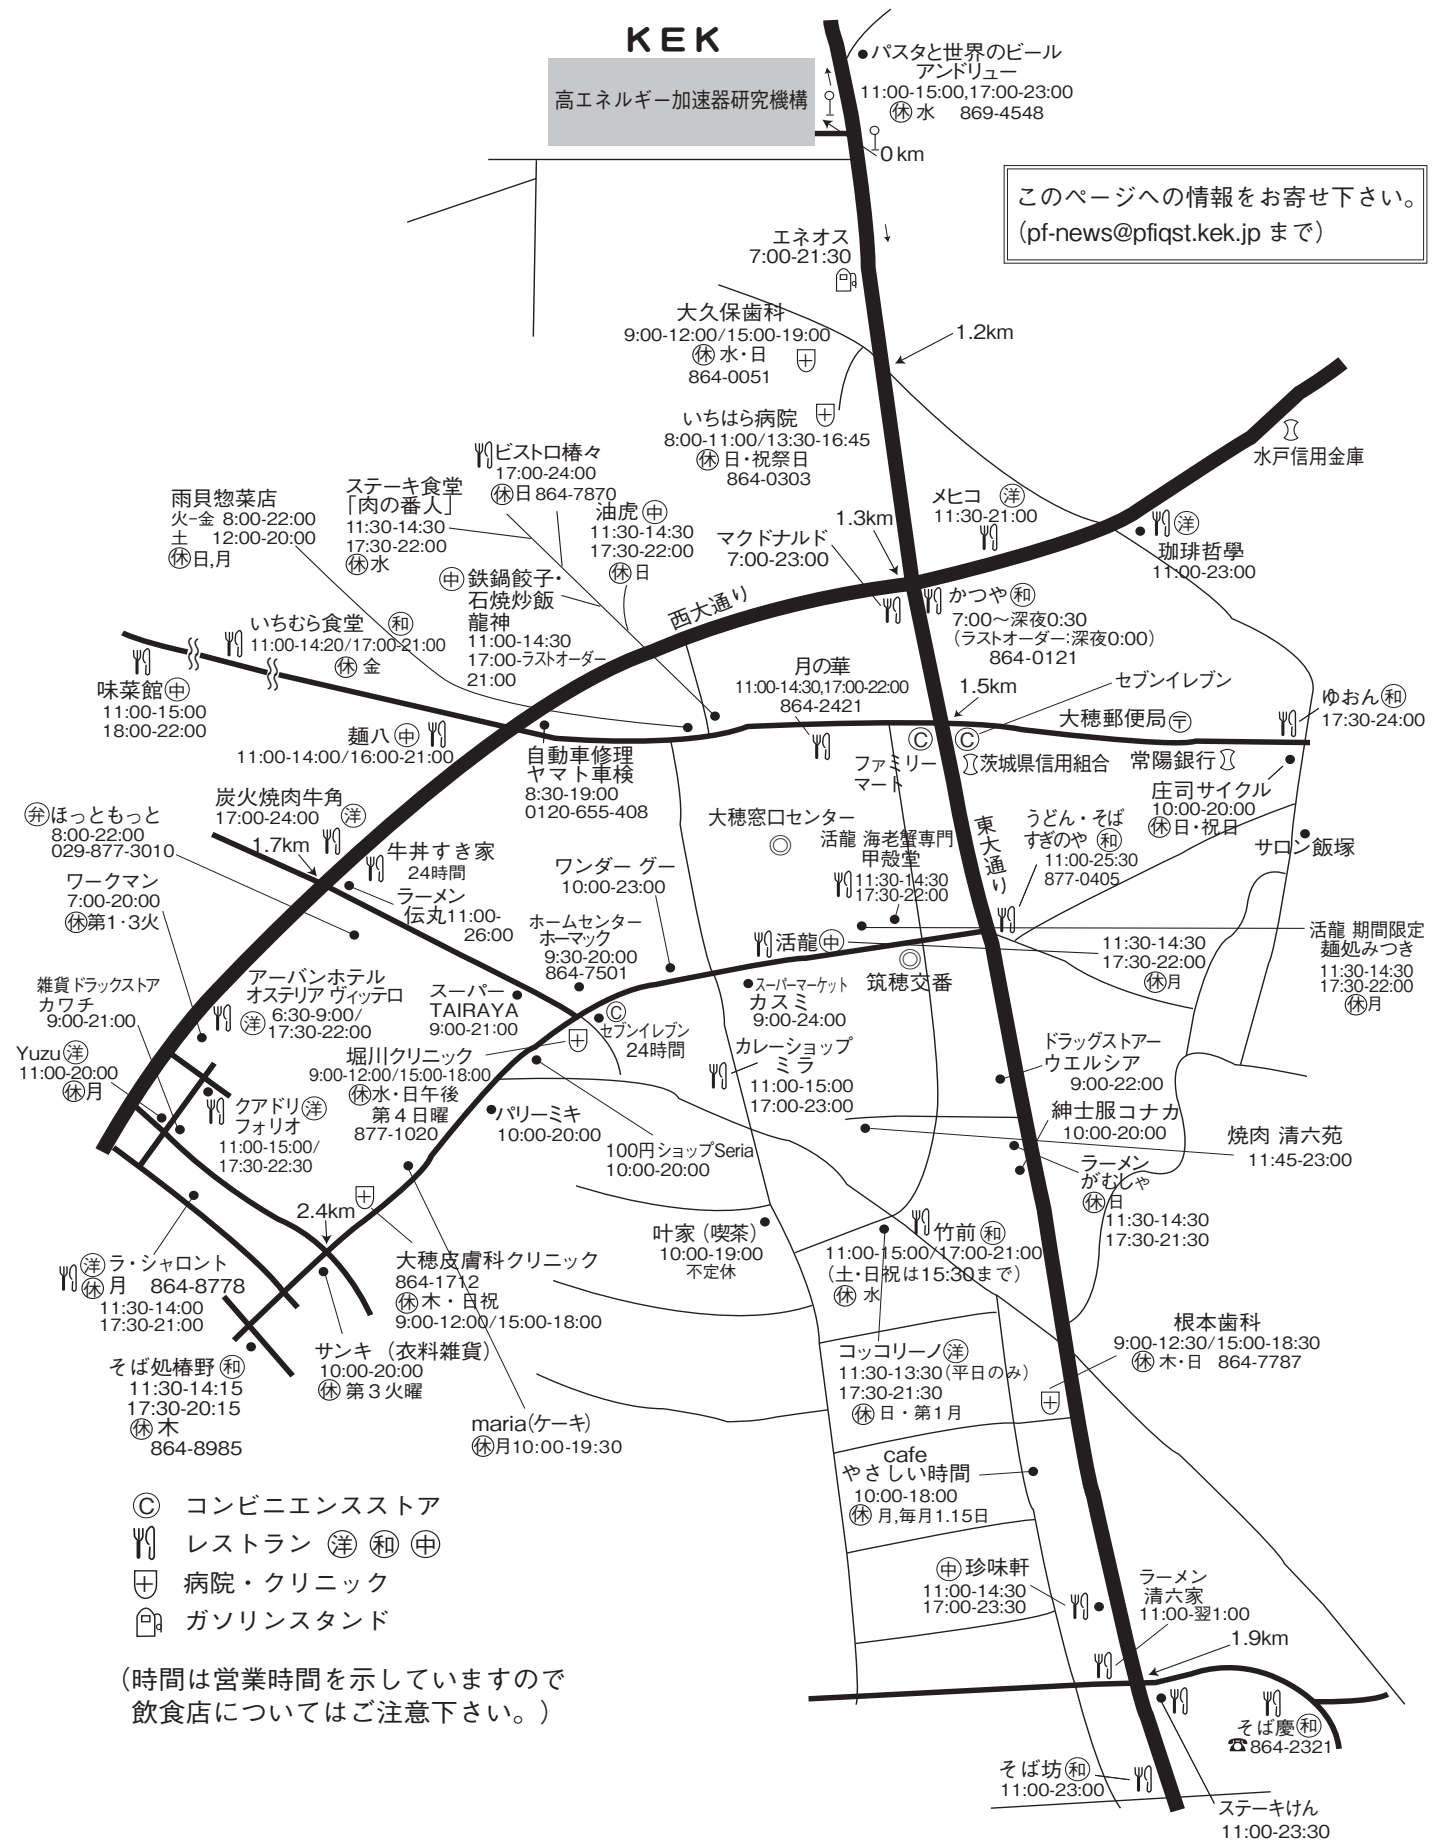 KEK
高エネルギー加速器研究機構
パスタと世界のビール
アンドリュー
11:00-15:00,17:00-23:00
休 水 869-4548
0 km
このページへの情報をお寄せ下さい。
(pf-news@pfiqst.kek.jp まで)
エネオス
7:00-21:30
大久保歯科
9:00-12:00/15:00-19:00
休 水・日
864-0051
1.2km
いちはら病院
8:00-11:00/13:30-16:45
休 日・祝祭日
864-0303
水戸信用金庫
ビストロ椿々
17:00-24:00
休日 864-7870
ステーキ食堂
「肉の番人」
11:30-14:30
17:30-22:00
休水
雨貝惣菜店
火-金 8:00-22:00
土 12:00-20:00
休日,月
油虎 中
11:30-14:30
17:30-22:00
休日
メヒコ 洋
11:30-21:00
1.3km
マクドナルド
7:00-23:00
洋
珈琲哲學
11:00-23:00
中 鉄鍋餃子・
石焼炒飯
龍神
11:00-14:30
17:00-ラストオーダー
21:00
西大通り
かつや 和
7:00〜深夜0:30
(ラストオーダー:深夜0:00)
864-0121
いちむら食堂 和
11:00-14:20/17:00-21:00
休 金
味菜館 中
11:00-15:00
18:00-22:00
月の華
11:00-14:30,17:00-22:00
864-2421
1.5km
セブンイレブン
大穂郵便局 〒
ゆおん 和
17:30-24:00
麺八 中
11:00-14:00/16:00-21:00
自動車修理
ヤマト車検
8:30-19:00
0120-655-408
C
C
ファミリー
マート
茨城県信用組合
常陽銀行
庄司サイクル
10:00-20:00
休日・祝日
サロン飯塚
炭火焼肉牛角
17:00-24:00 洋
1.7km
弁 ほっともっと
8:00-22:00
029-877-3010
牛丼すき家
24時間
ラーメン
伝丸11:00-
26:00
ワークマン
7:00-20:00
休第1・3火
大穂窓口センター
活龍 海老蟹専門
甲殻堂
11:30-14:30
17:30-22:00
東大通り
うどん・そば
すぎのや 和
11:00-25:30
877-0405
ワンダー グー
10:00-23:00
ホームセンター
ホーマック
9:30-20:00
864-7501
活龍 中
11:30-14:30
17:30-22:00
休月
活龍 期間限定
麺処みつき
11:30-14:30
17:30-22:00
休月
筑穂交番
スーパーマーケット
カスミ
9:00-24:00
雑貨 ドラックストア
カワチ
9:00-21:00
アーバンホテル
オステリア ヴィッテロ
洋 6:30-9:00/
17:30-22:00
スーパー
TAIRAYA
9:00-21:00
C
セブンイレブン
24時間
Yuzu 洋
11:00-20:00
休月
堀川クリニック
9:00-12:00/15:00-18:00
休水・日午後
第4日曜
877-1020
カレーショップ
ミラ
11:00-15:00
17:00-23:00
ドラッグストアー
ウエルシア
9:00-22:00
紳士服コナカ
10:00-20:00
クアドリ 洋
フォリオ
11:00-15:00/
17:30-22:30
パリーミキ
10:00-20:00
100円ショップSeria
10:00-20:00
焼肉 清六苑
11:45-23:00
ラーメン
がむしゃ
休日
11:30-14:30
17:30-21:30
2.4km
大穂皮膚科クリニック
864-1712
休木・日祝
9:00-12:00/15:00-18:00
叶家(喫茶)
10:00-19:00
不定休
竹前 和
11:00-15:00/17:00-21:00
(土・日祝は15:30まで)
休 水
洋 ラ・シャロント
休 月 864-8778
11:30-14:00
17:30-21:00
サンキ(衣料雑貨)
10:00-20:00
休 第3火曜
そば処椿野 和
11:30-14:15
17:30-20:15
休木
864-8985
コッコリーノ 洋
11:30-13:30(平日のみ)
17:30-21:30
休 日・第1月
根本歯科
9:00-12:30/15:00-18:30
休 木・日 864-7787
maria(ケーキ)
休月10:00-19:30
cafe
やさしい時間
10:00-18:00
休 月,毎月1.15日
C コンビニエンスストア
レストラン 洋 和 中
病院・クリニック
ガソリンスタンド
(時間は営業時間を示していますので
飲食店についてはご注意下さい。)
中 珍味軒
11:00-14:30
17:00-23:30
ラーメン
清六家
11:00-翌1:00
1.9km
そば慶 和
☎864-2321
そば坊 和
11:00-23:00
ステーキけん
11:00-23:30